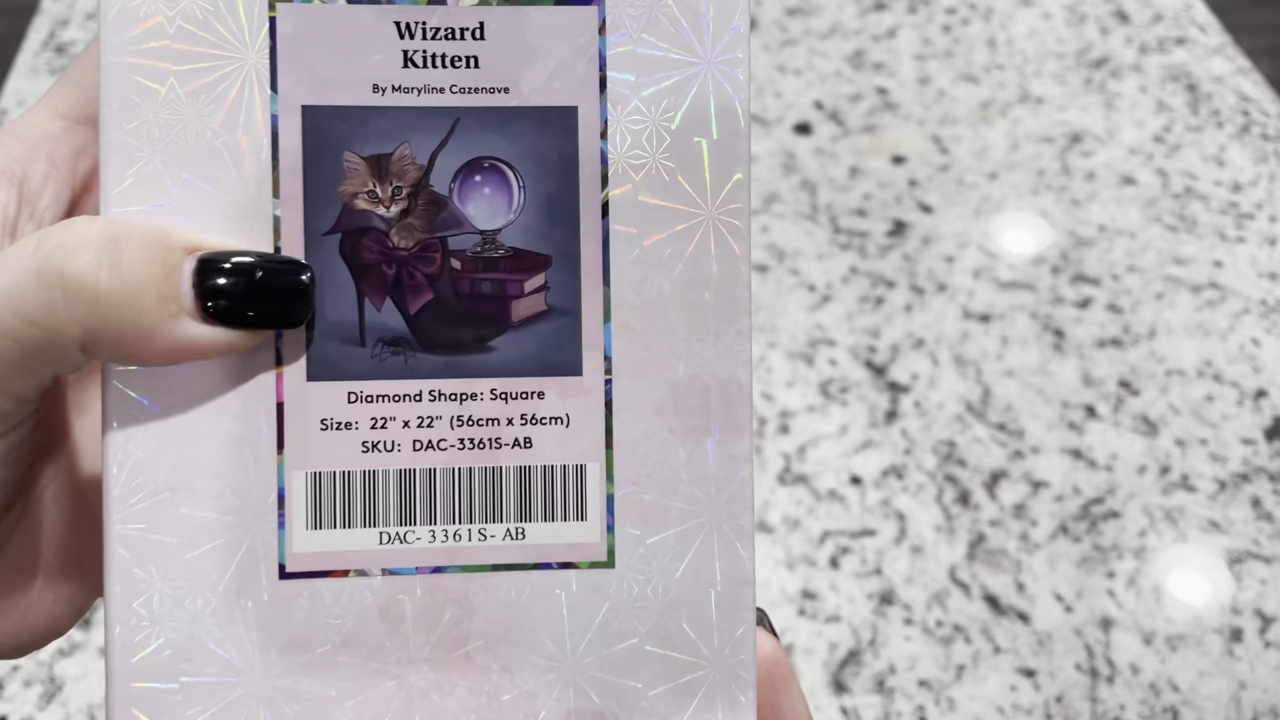 Wizard
Kitten
By Maryline Cazenave
Diamond Shape: Square
Size: 22" x 22" (56cm x 56cm)
SKU: DAC-3361S-AB
DAC- 3361S- AB